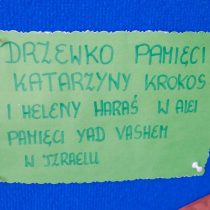 DRZEWKO PAMIĘCI
KATARZYNY KROKOS
I HELENY HARAŚ W ALEI
PAMIĘCI YAD VASHEM
W IZRAELU